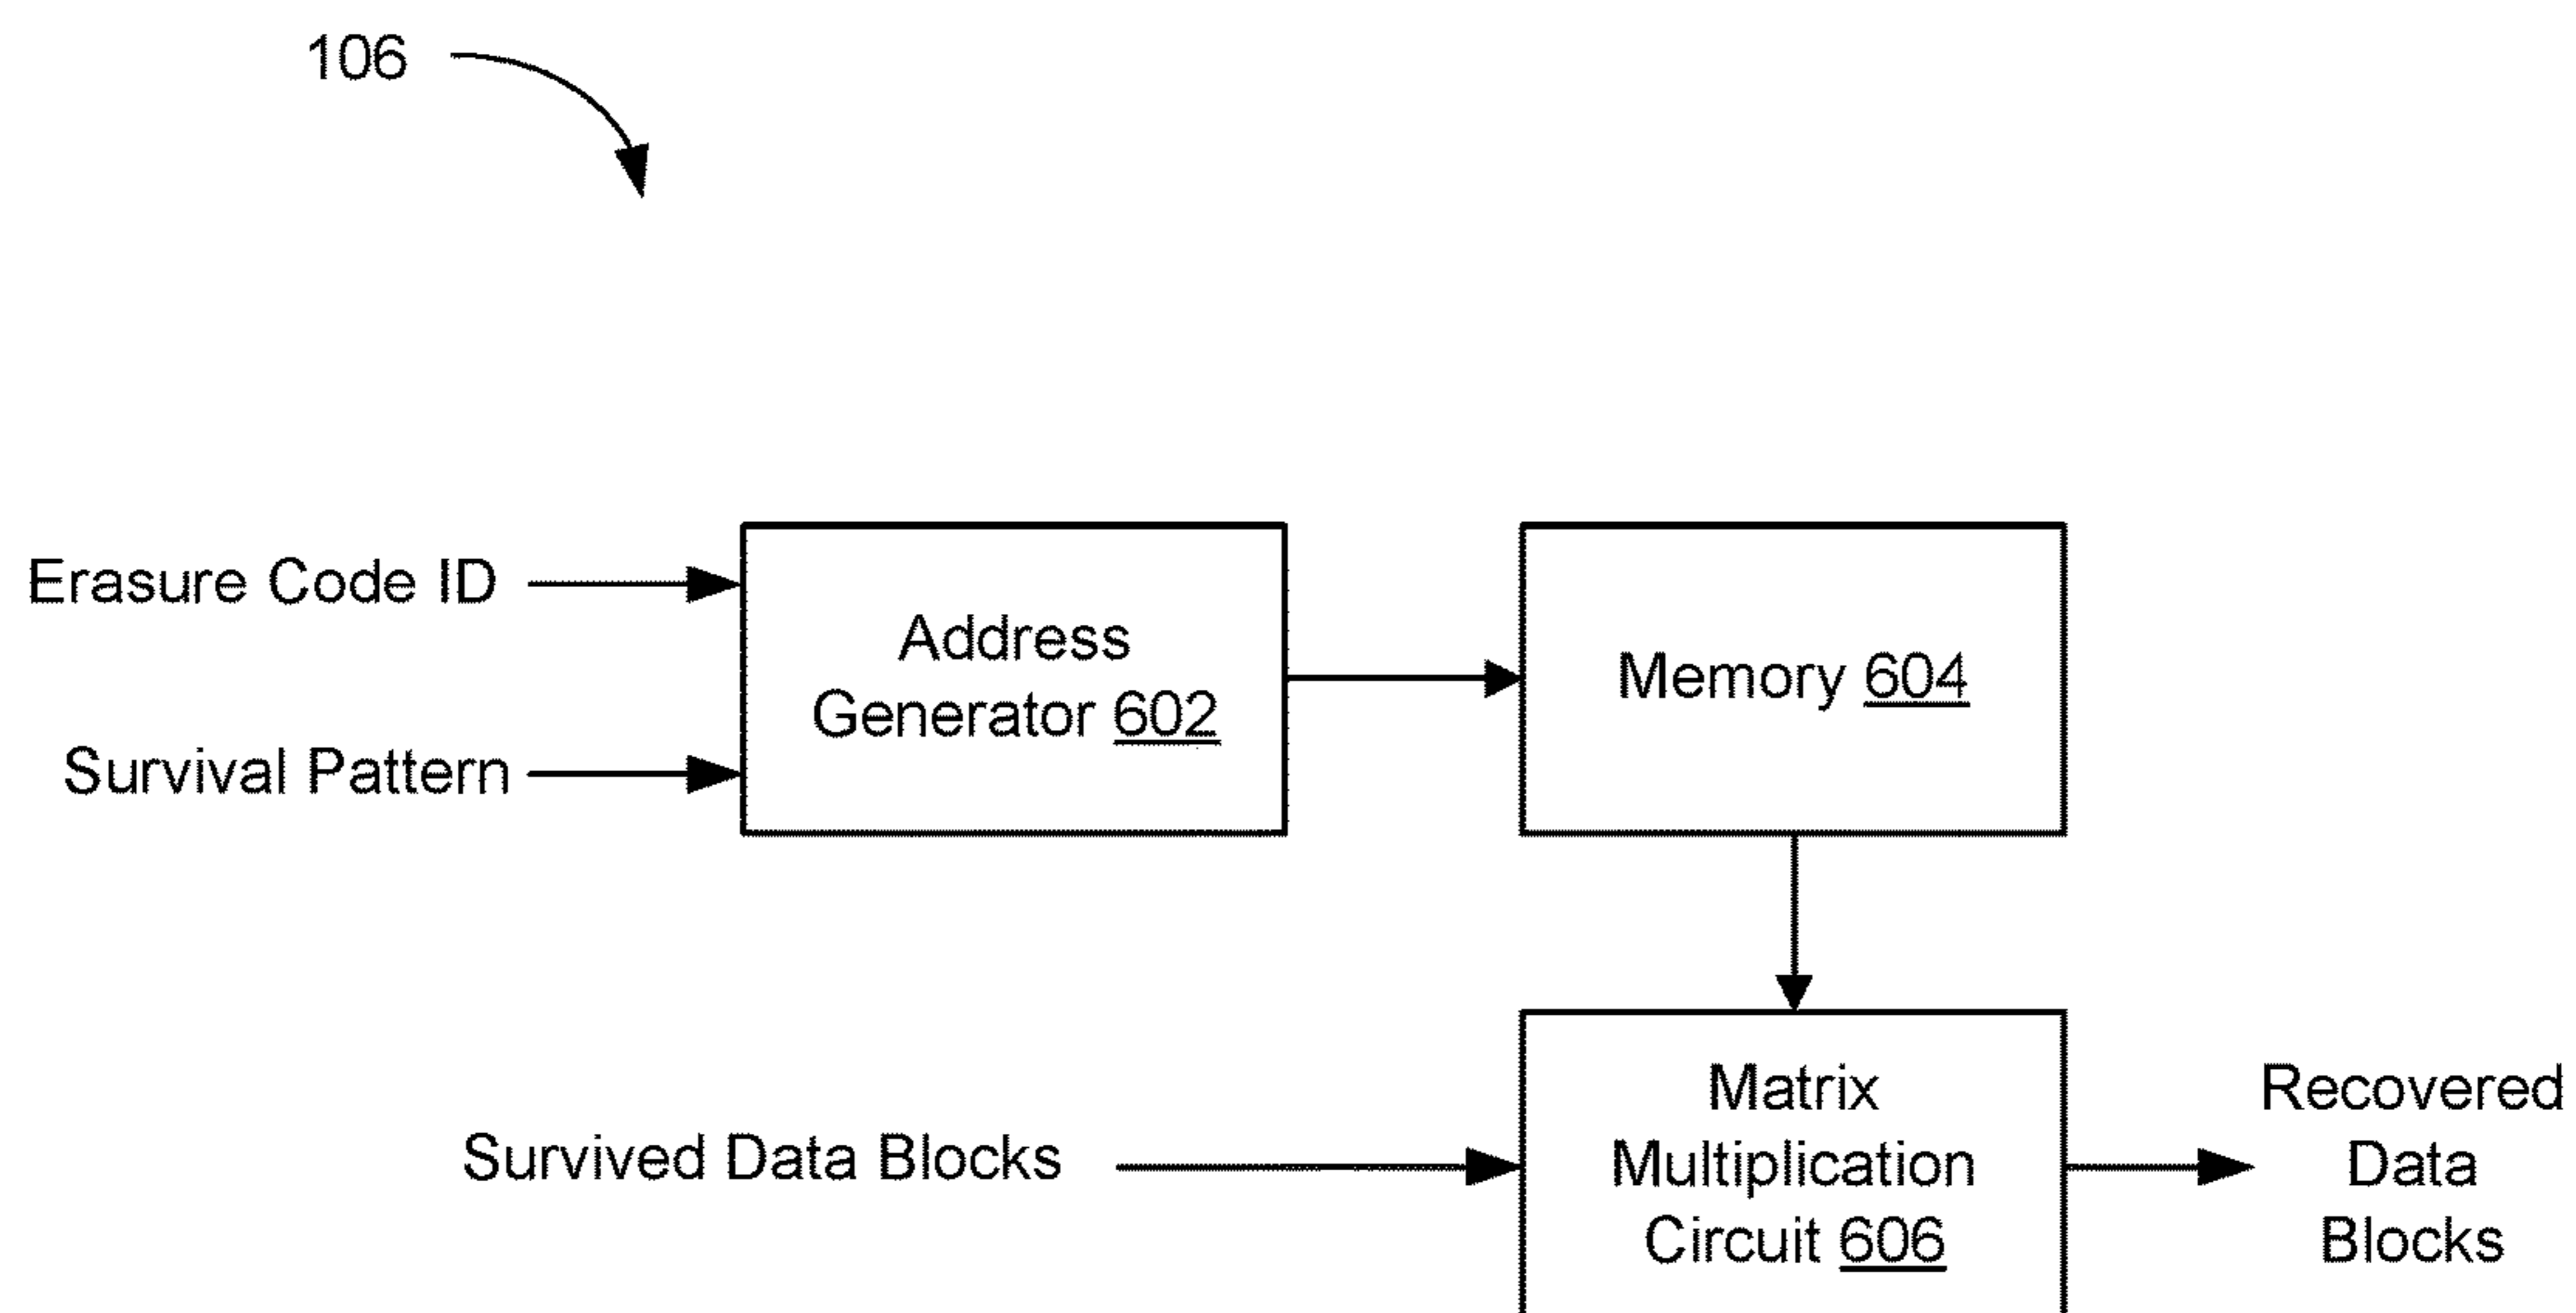 106
Erasure Code ID
Survival Pattern
Address
Generator 602
Memory 604
Survived Data Blocks
Matrix
Multiplication
Circuit 606
Recovered
Data
Blocks